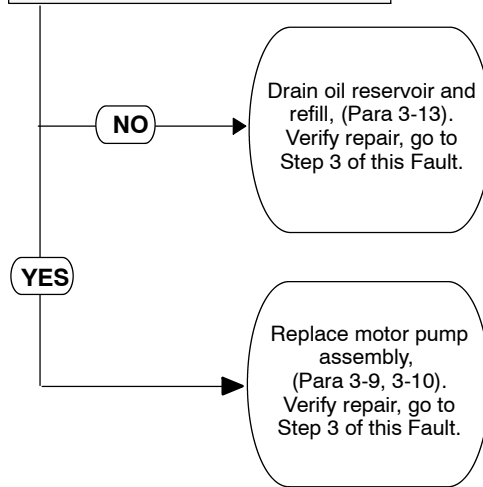 NO
Drain oil reservoir and
refill, (Para 3-13).
Verify repair, go to
Step 3 of this Fault.
YES
Replace motor pump
assembly,
(Para 3-9, 3-10).
Verify repair, go to
Step 3 of this Fault.